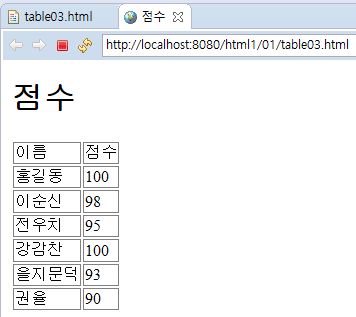 table03.html 점수
http://localhost:8080/html1/01/table03.html
점수
이름 점수
홍길동 100
이순신 98
전우치 95
강감찬 100
을지문덕 93
권율 90